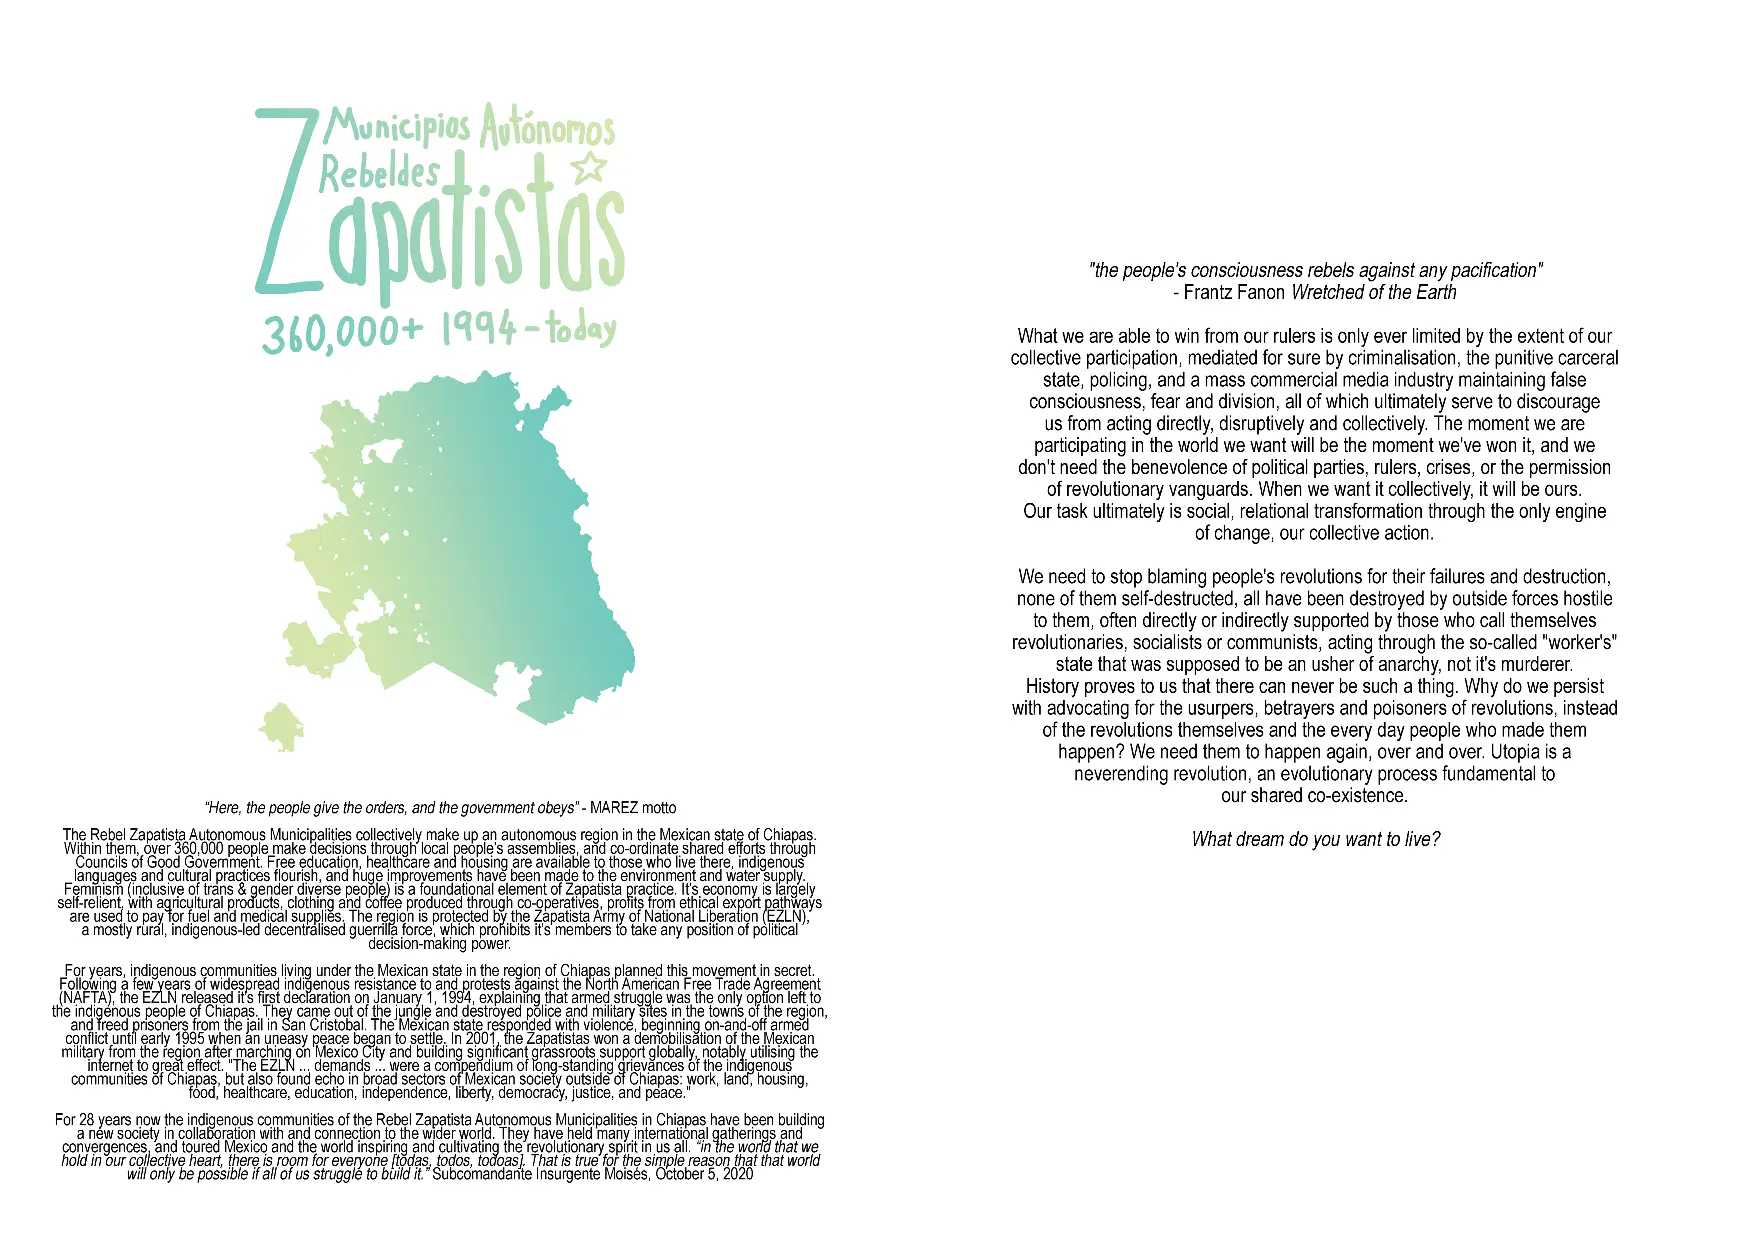 Municipios Autónomos
Rebeldes
Zapatistas
360,000+ 1994 - today
"Here, the people give the orders, and the government obeys" - MAREZ motto
The Rebel Zapatista Autonomous Municipalities collectively make up an autonomous region in the Mexican state of Chiapas.
Within them, over 360,000 people make decisions through local people's assemblies, and co-ordinate shared efforts through
Councils of Good Government. Free education, healthcare and housing are available to those who live there, indigenous
languages and cultural practices flourish, and huge improvements have been made to the environment and water supply.
Feminism (inclusive of trans & gender diverse people) is a foundational element of Zapatista practice. It's economy is largely
self-relient, with agricultural products, clothing and coffee produced through co-operatives, profits from ethical export pathways
are used to pay for fuel and medical supplies. The region is protected by the Zapatista Army of National Liberation (EZLN),
a mostly rural, indigenous-led decentralised guerrilla force, which prohibits it's members to take any position of political
decision-making power.
For years, indigenous communities living under the Mexican state in the region of Chiapas planned this movement in secret.
Following a few years of widespread indigenous resistance to and protests against the North American Free Trade Agreement
(NAFTA), the EZLN released it's first declaration on January 1, 1994, explaining that armed struggle was the only option left to
the indigenous people of Chiapas. They came out of the jungle and destroyed police and military sites in the towns of the region,
and freed prisoners from the jail in San Cristobal. The Mexican state responded with violence, beginning on-and-off armed
conflict until early 1995 when an uneasy peace began to settle. In 2001, the Zapatistas won a demobilisation of the Mexican
military from the region after marching on Mexico City and building significant grassroots support globally, notably utilising the
internet to great effect. "The EZLN ... demands ... were a compendium of long-standing grievances of the indigenous
communities of Chiapas, but also found echo in broad sectors of Mexican society outside of Chiapas: work, land, housing,
food, healthcare, education, independence, liberty, democracy, justice, and peace."
For 28 years now the indigenous communities of the Rebel Zapatista Autonomous Municipalities in Chiapas have been building
a new society in collaboration with and connection to the wider world. They have held many international gatherings and
convergences, and toured Mexico and the world inspiring and cultivating the revolutionary spirit in us all. "in the world that we
hold in our collective heart, there is room for everyone [todas, todos, todoas]. That is true for the simple reason that that world
will only be possible if all of us struggle to build it." Subcomandante Insurgente Moisés, October 5, 2020
"the people's consciousness rebels against any pacification"
- Frantz Fanon Wretched of the Earth
What we are able to win from our rulers is only ever limited by the extent of our
collective participation, mediated for sure by criminalisation, the punitive carceral
state, policing, and a mass commercial media industry maintaining false
consciousness, fear and division, all of which ultimately serve to discourage
us from acting directly, disruptively and collectively. The moment we are
participating in the world we want will be the moment we've won it, and we
don't need the benevolence of political parties, rulers, crises, or the permission
of revolutionary vanguards. When we want it collectively, it will be ours.
Our task ultimately is social, relational transformation through the only engine
of change, our collective action.
We need to stop blaming people's revolutions for their failures and destruction,
none of them self-destructed, all have been destroyed by outside forces hostile
to them, often directly or indirectly supported by those who call themselves
revolutionaries, socialists or communists, acting through the so-called "worker's"
state that was supposed to be an usher of anarchy, not it's murderer.
History proves to us that there can never be such a thing. Why do we persist
with advocating for the usurpers, betrayers and poisoners of revolutions, instead
of the revolutions themselves and the every day people who made them
happen? We need them to happen again, over and over. Utopia is a
neverending revolution, an evolutionary process fundamental to
our shared co-existence.
What dream do you want to live?